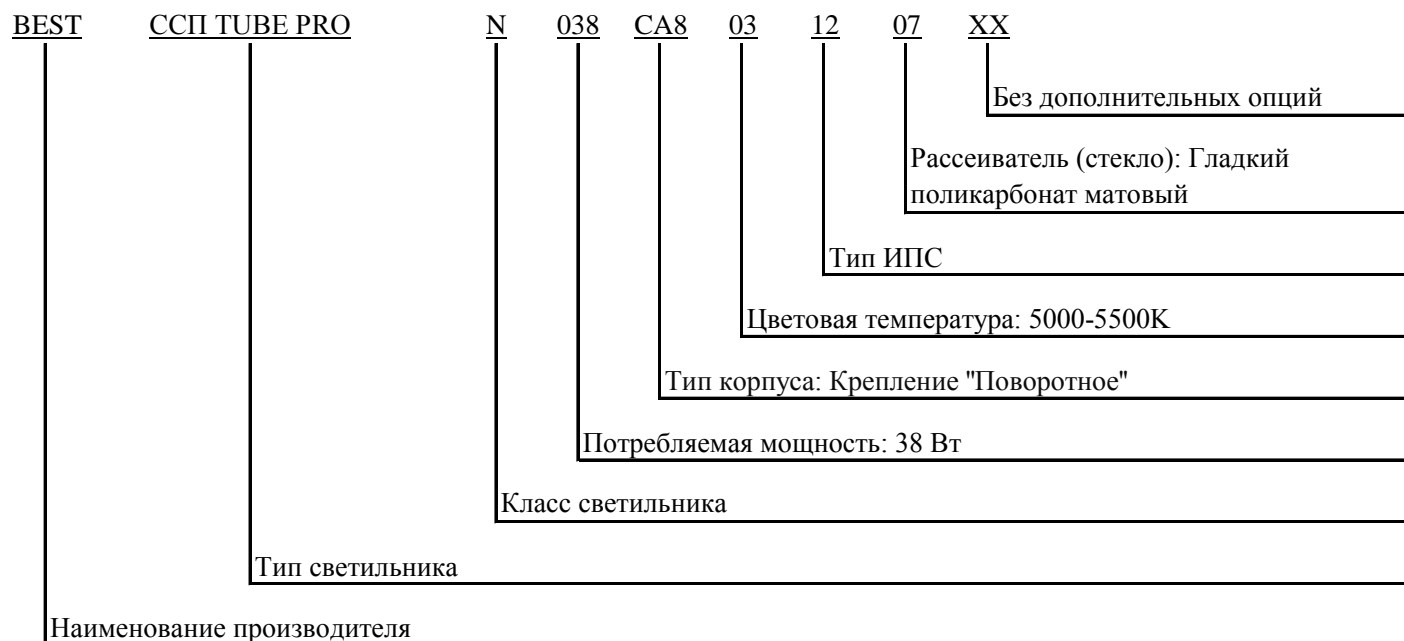 BEST ССП TUBE PRO N 038 CA8 03 12 07 XX
Без дополнительных опций
Рассеиватель (стекло): Гладкий
поликарбонат матовый
Тип ИПС
Цветовая температура: 5000-5500K
Тип корпуса: Крепление "Поворотное"
Потребляемая мощность: 38 Вт
Класс светильника
Тип светильника
Наименование производителя